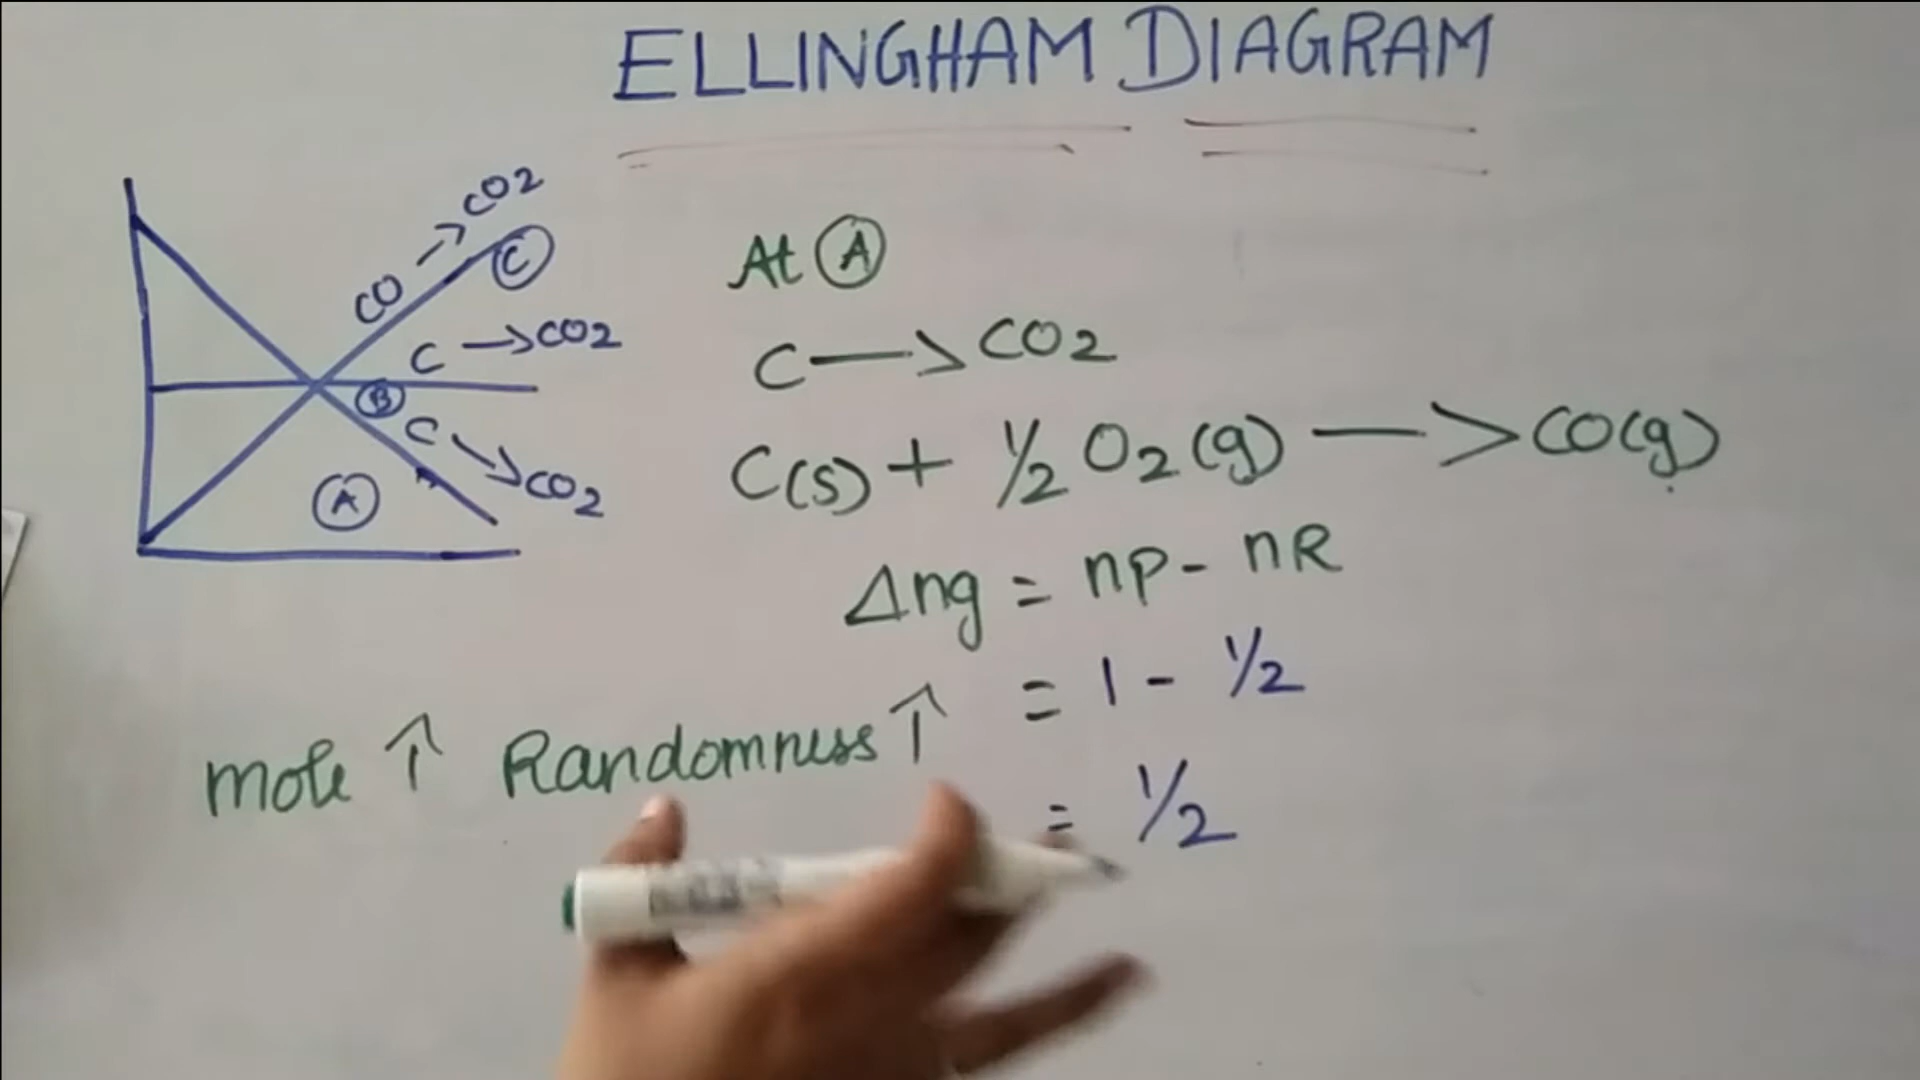 ELLINGHAM DIAGRAM
CO → CO2
C
C → CO2
B
C → CO2
A
At A
C → CO2
C(s) + 1/2 O2(g) → CO(g)
Δng = nP - nR
= 1 - 1/2
mole ↑ Randomness ↑
= 1/2